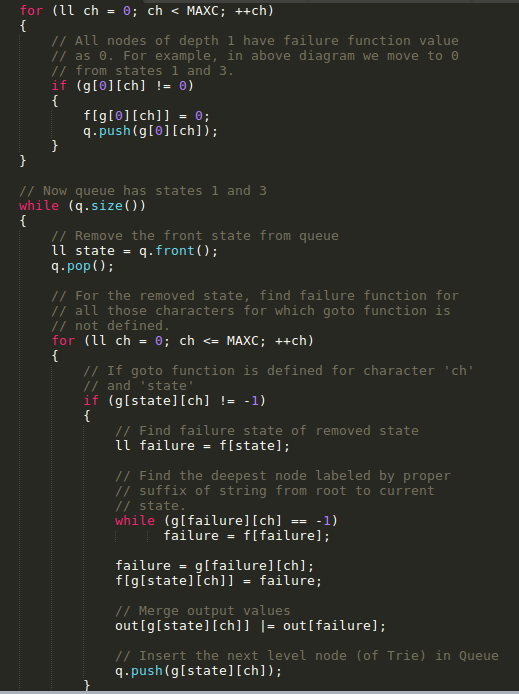 for (ll ch = 0; ch < MAXC; ++ch)
{
// All nodes of depth 1 have failure function value
// as 0. For example, in above diagram we move to 0
// from states 1 and 3.
if (g[0][ch] != 0)
{
f[g[0][ch]] = 0;
q.push(g[0][ch]);
}
}
// Now queue has states 1 and 3
while (q.size())
{
// Remove the front state from queue
ll state = q.front();
q.pop();
// For the removed state, find failure function for
// all those characters for which goto function is
// not defined.
for (ll ch = 0; ch <= MAXC; ++ch)
{
// If goto function is defined for character 'ch'
// and 'state'
if (g[state][ch] != -1)
{
// Find failure state of removed state
ll failure = f[state];
// Find the deepest node labeled by proper
// suffix of string from root to current
// state.
while (g[failure][ch] == -1)
failure = f[failure];
failure = g[failure][ch];
f[g[state][ch]] = failure;
// Merge output values
out[g[state][ch]] |= out[failure];
// Insert the next level node (of Trie) in Queue
q.push(g[state][ch]);
}